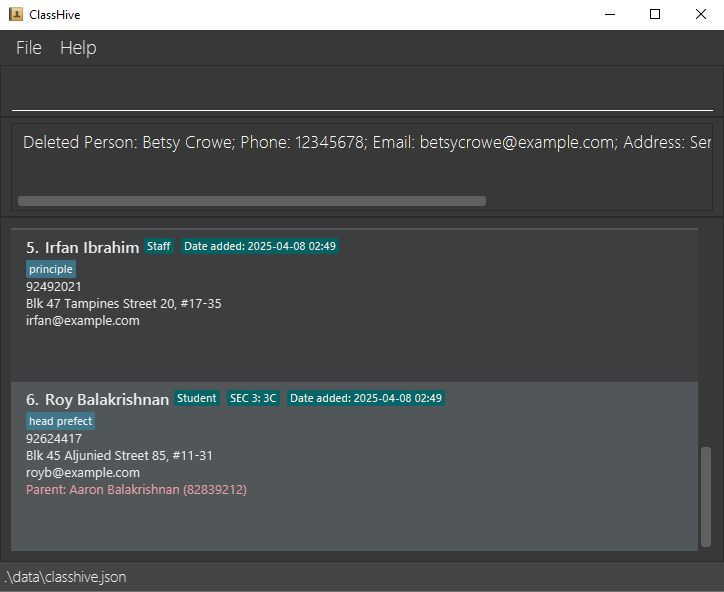 ClassHive
File Help
Deleted Person: Betsy Crowe; Phone: 12345678; Email: betsycrowe@example.com; Address: Ser
5. Irfan Ibrahim Staff Date added: 2025-04-08 02:49
principle
92492021
Blk 47 Tampines Street 20, #17-35
irfan@example.com
6. Roy Balakrishnan Student SEC 3: 3C Date added: 2025-04-08 02:49
head prefect
92624417
Blk 45 Aljunied Street 85, #11-31
royb@example.com
Parent: Aaron Balakrishnan (82839212)
.\data\classhive.json